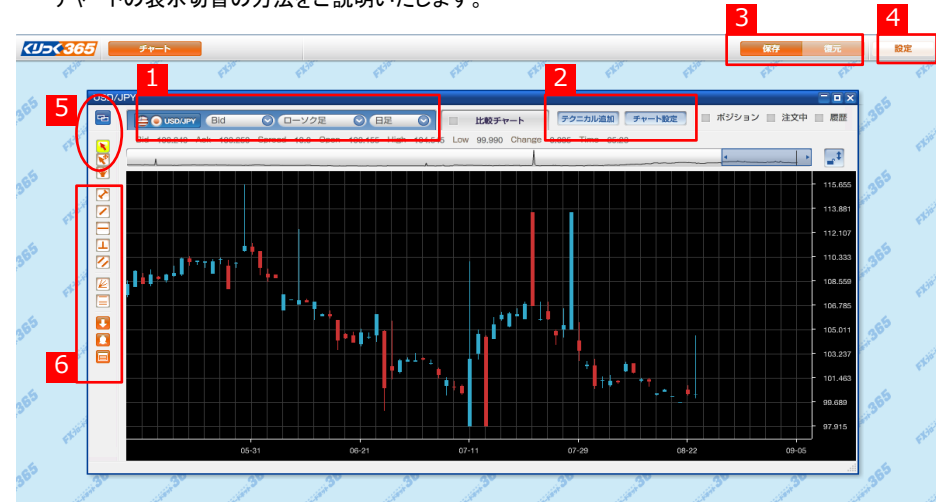 チャートの表示切替の方法をご説明いたします。
3
4
くりっく365
チャート
保存
復元
設定
1
2
5
USD/JPY
USD/JPY
Bid
ローソク足
日足
比較チャート
テクニカル追加
チャート設定
ポジション
注文中
履歴
Low 99.990 Change
115.655
113.881
112.107
110.333
108.559
106.785
105.011
103.237
101.463
99.689
97.915
6
05-31
06-21
07-11
07-29
08-22
09-05